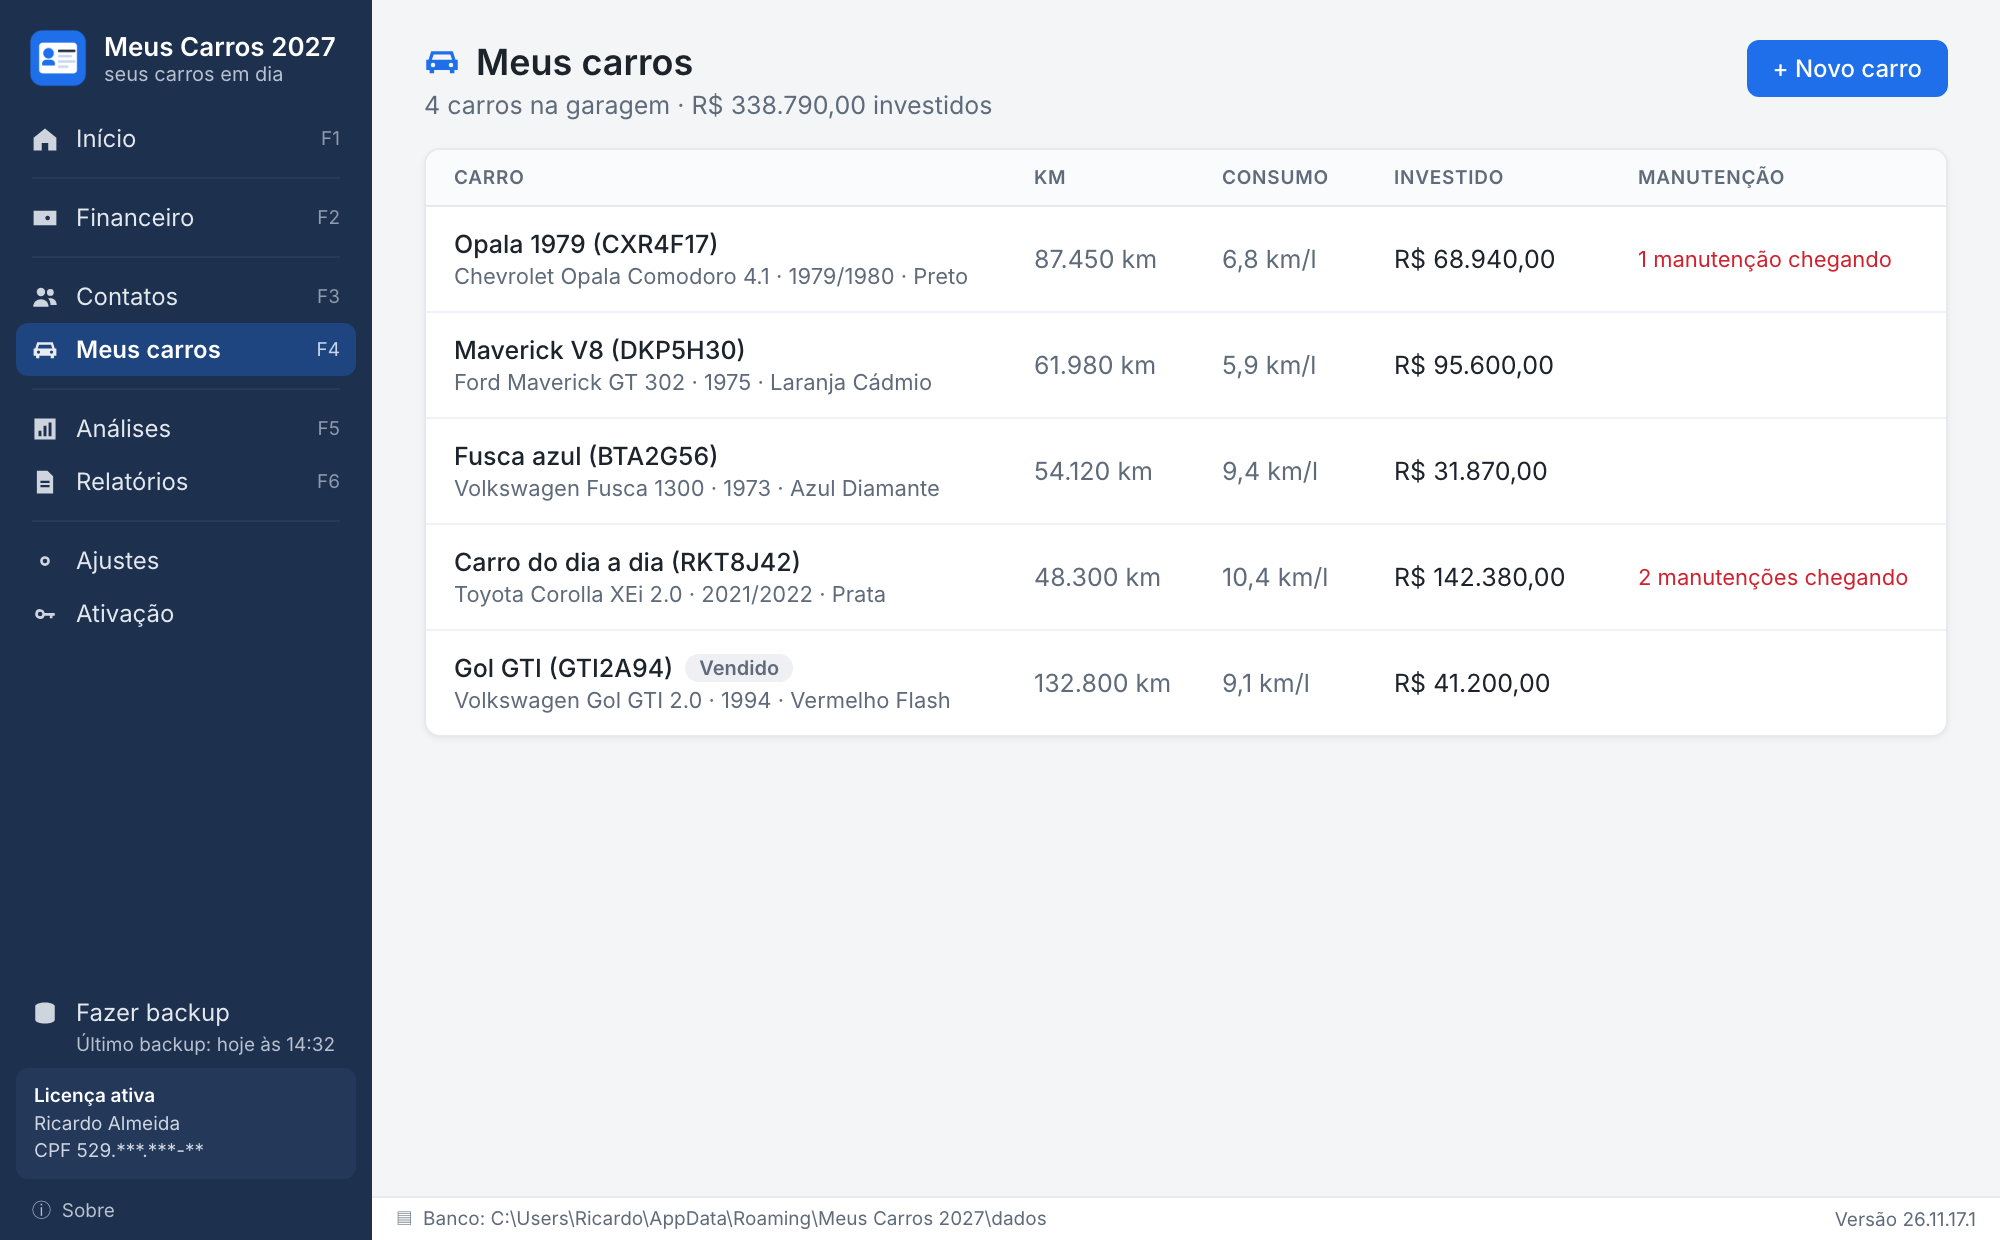 Meus Carros 2027
seus carros em dia
Início F1
Financeiro F2
Contatos F3
Meus carros F4
Análises F5
Relatórios F6
Ajustes
Ativação
Fazer backup
Último backup: hoje às 14:32
Licença ativa
Ricardo Almeida
CPF 529.***.***-**
Sobre
Meus carros
4 carros na garagem · R$ 338.790,00 investidos
+ Novo carro
CARRO KM CONSUMO INVESTIDO MANUTENÇÃO
Opala 1979 (CXR4F17)
Chevrolet Opala Comodoro 4.1 · 1979/1980 · Preto
87.450 km 6,8 km/l R$ 68.940,00 1 manutenção chegando
Maverick V8 (DKP5H30)
Ford Maverick GT 302 · 1975 · Laranja Cádmio
61.980 km 5,9 km/l R$ 95.600,00
Fusca azul (BTA2G56)
Volkswagen Fusca 1300 · 1973 · Azul Diamante
54.120 km 9,4 km/l R$ 31.870,00
Carro do dia a dia (RKT8J42)
Toyota Corolla XEi 2.0 · 2021/2022 · Prata
48.300 km 10,4 km/l R$ 142.380,00 2 manutenções chegando
Gol GTI (GTI2A94) Vendido
Volkswagen Gol GTI 2.0 · 1994 · Vermelho Flash
132.800 km 9,1 km/l R$ 41.200,00
Banco: C:\Users\Ricardo\AppData\Roaming\Meus Carros 2027\dados
Versão 26.11.17.1